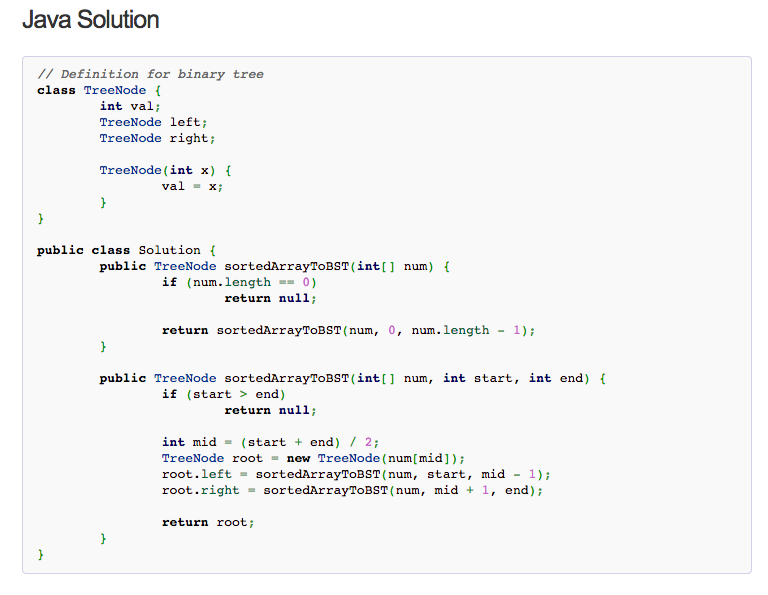 Java Solution
// Definition for binary tree
class TreeNode {
        int val;
        TreeNode left;
        TreeNode right;

        TreeNode(int x) {
                val = x;
        }
}

public class Solution {
        public TreeNode sortedArrayToBST(int[] num) {
                if (num.length == 0)
                        return null;

                return sortedArrayToBST(num, 0, num.length - 1);
        }

        public TreeNode sortedArrayToBST(int[] num, int start, int end) {
                if (start > end)
                        return null;

                int mid = (start + end) / 2;
                TreeNode root = new TreeNode(num[mid]);
                root.left = sortedArrayToBST(num, start, mid - 1);
                root.right = sortedArrayToBST(num, mid + 1, end);

                return root;
        }
}